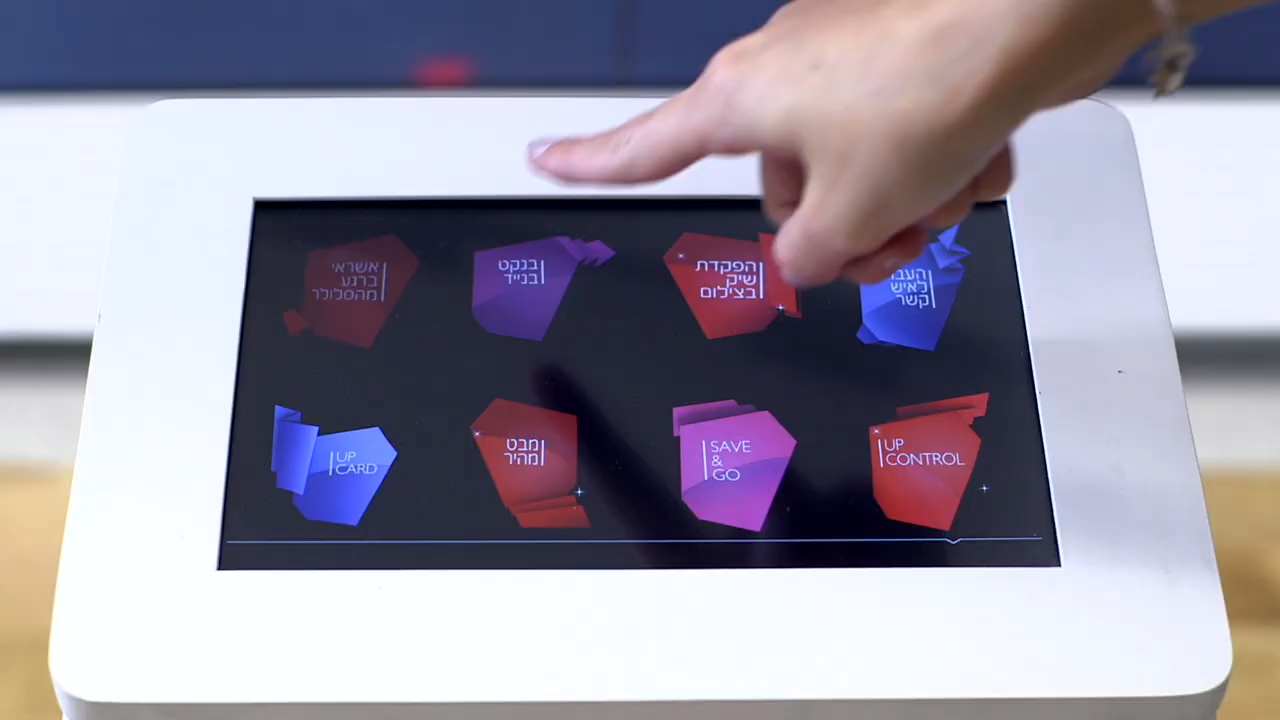 אשראי
ברגע
מהסלולר
בנקט
בנייד
הפקדת
שיק
בצילום
לאיש
קשר
UP
CARD
מבט
מהיר
SAVE
&
GO
UP
CONTROL